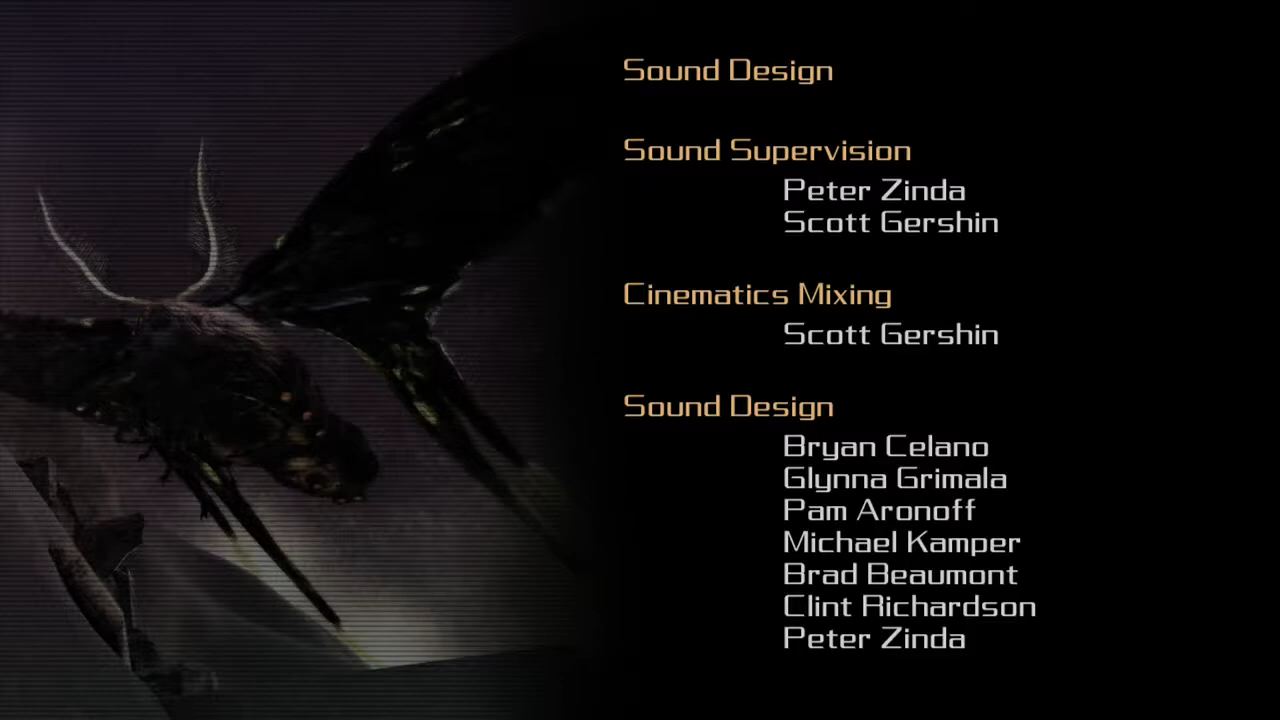 Sound Design
Sound Supervision
Peter Zinda
Scott Gershin
Cinematics Mixing
Scott Gershin
Sound Design
Bryan Celano
Glynna Grimala
Pam Aronoff
Michael Kamper
Brad Beaumont
Clint Richardson
Peter Zinda